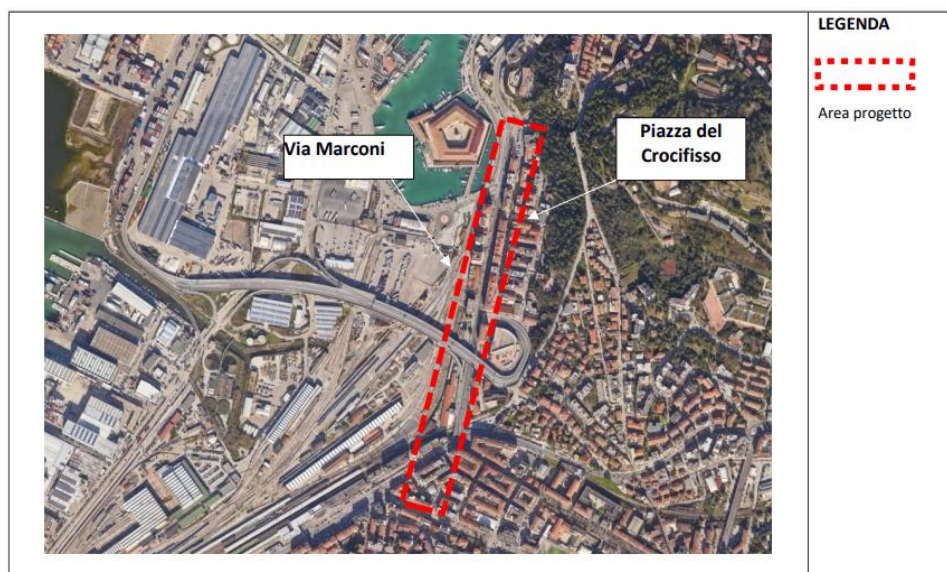 LEGENDA
Area progetto
Via Marconi
Piazza del
Crocifisso